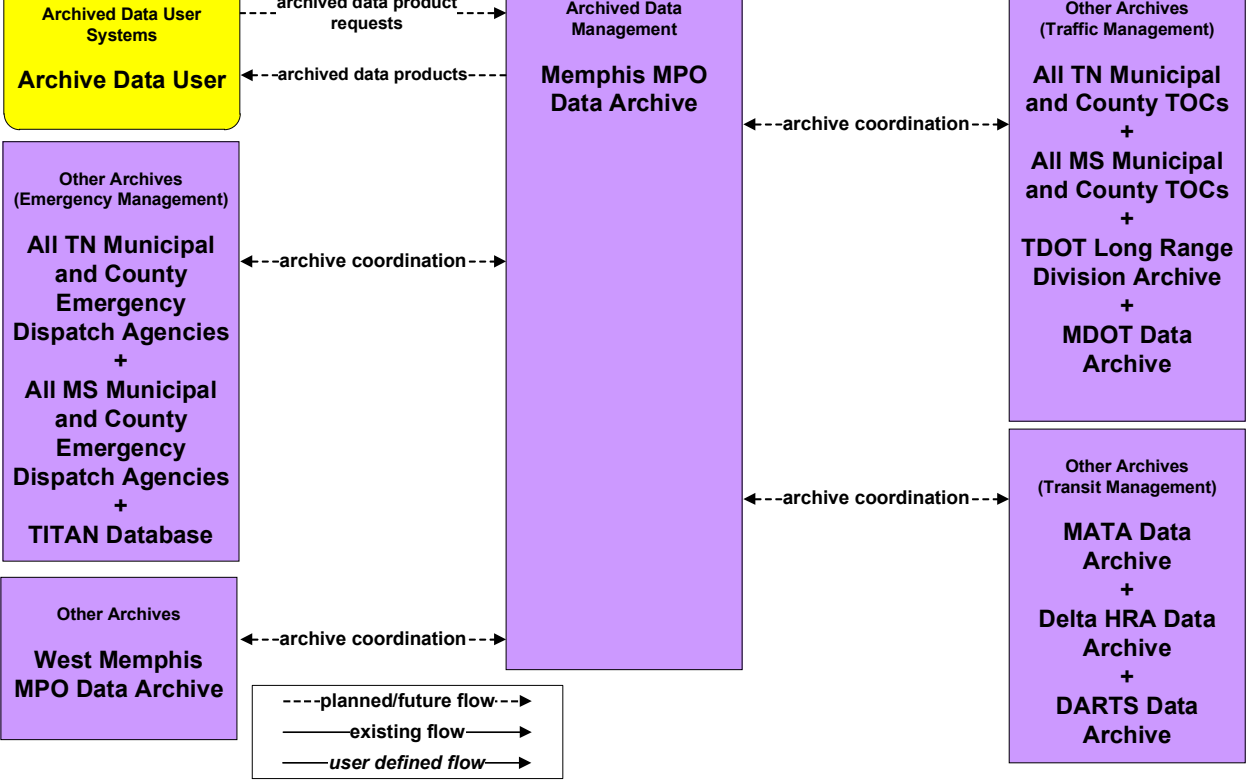 Archived Data User
Systems
Archive Data User
archived data product
requests
archived data products
Archived Data
Management
Memphis MPO
Data Archive
Other Archives
(Traffic Management)
All TN Municipal
and County TOCs
+
All MS Municipal
and County TOCs
+
TDOT Long Range
Division Archive
+
MDOT Data
Archive
archive coordination
Other Archives
(Emergency Management)
All TN Municipal
and County
Emergency
Dispatch Agencies
+
All MS Municipal
and County
Emergency
Dispatch Agencies
+
TITAN Database
archive coordination
archive coordination
Other Archives
(Transit Management)
MATA Data
Archive
+
Delta HRA Data
Archive
+
DARTS Data
Archive
Other Archives
West Memphis
MPO Data Archive
archive coordination
planned/future flow
existing flow
user defined flow